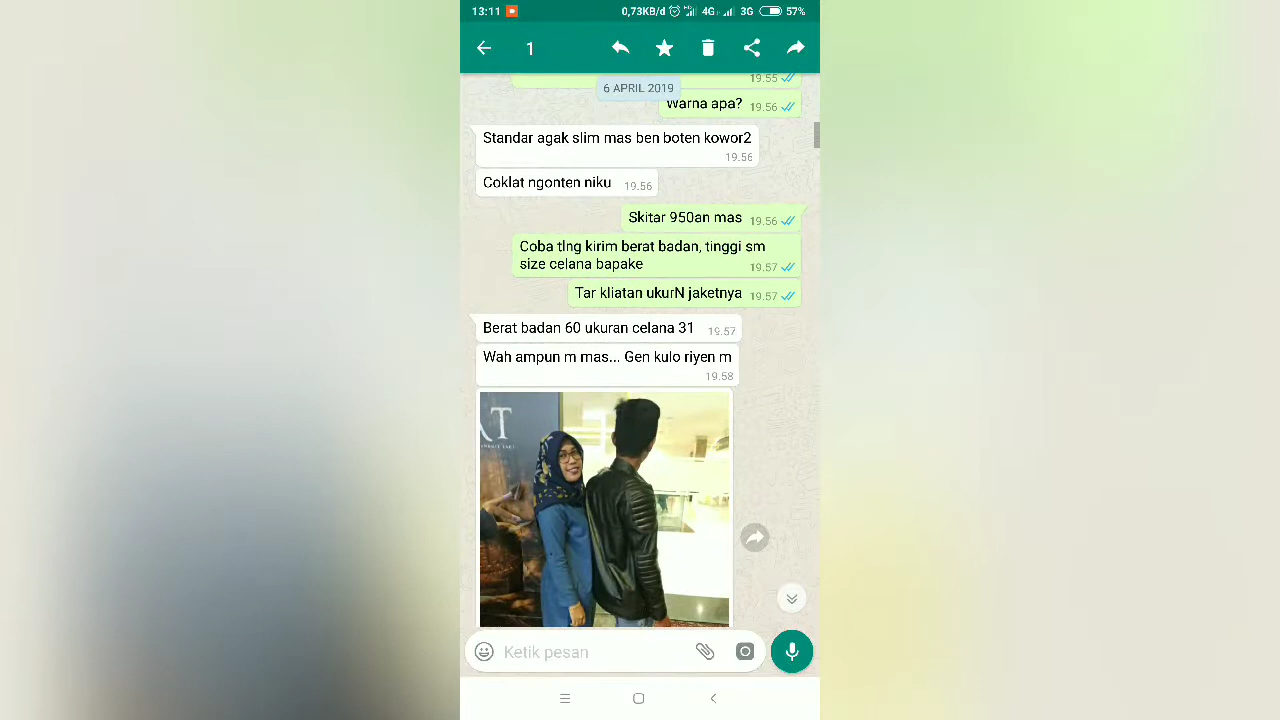 13:11 0,73KB/d 4G 3G 57%
1
19.55
6 APRIL 2019
Warna apa? 19.56
Standar agak slim mas ben boten kowor2
19.56
Coklat ngonten niku 19.56
Skitar 950an mas 19.56
Coba tlng kirim berat badan, tinggi sm
size celana bapake 19.57
Tar kliatan ukurN jaketnya 19.57
Berat badan 60 ukuran celana 31 19.57
Wah ampun m mas... Gen kulo riyen m
19.58
AT
Ketik pesan